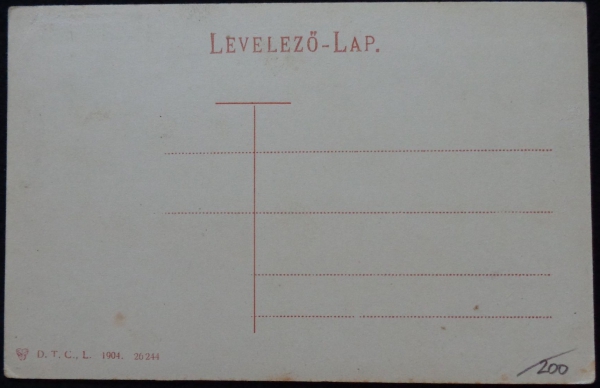 LEVELEZŐ-LAP.
D. T. C., L. 1904. 26244
200